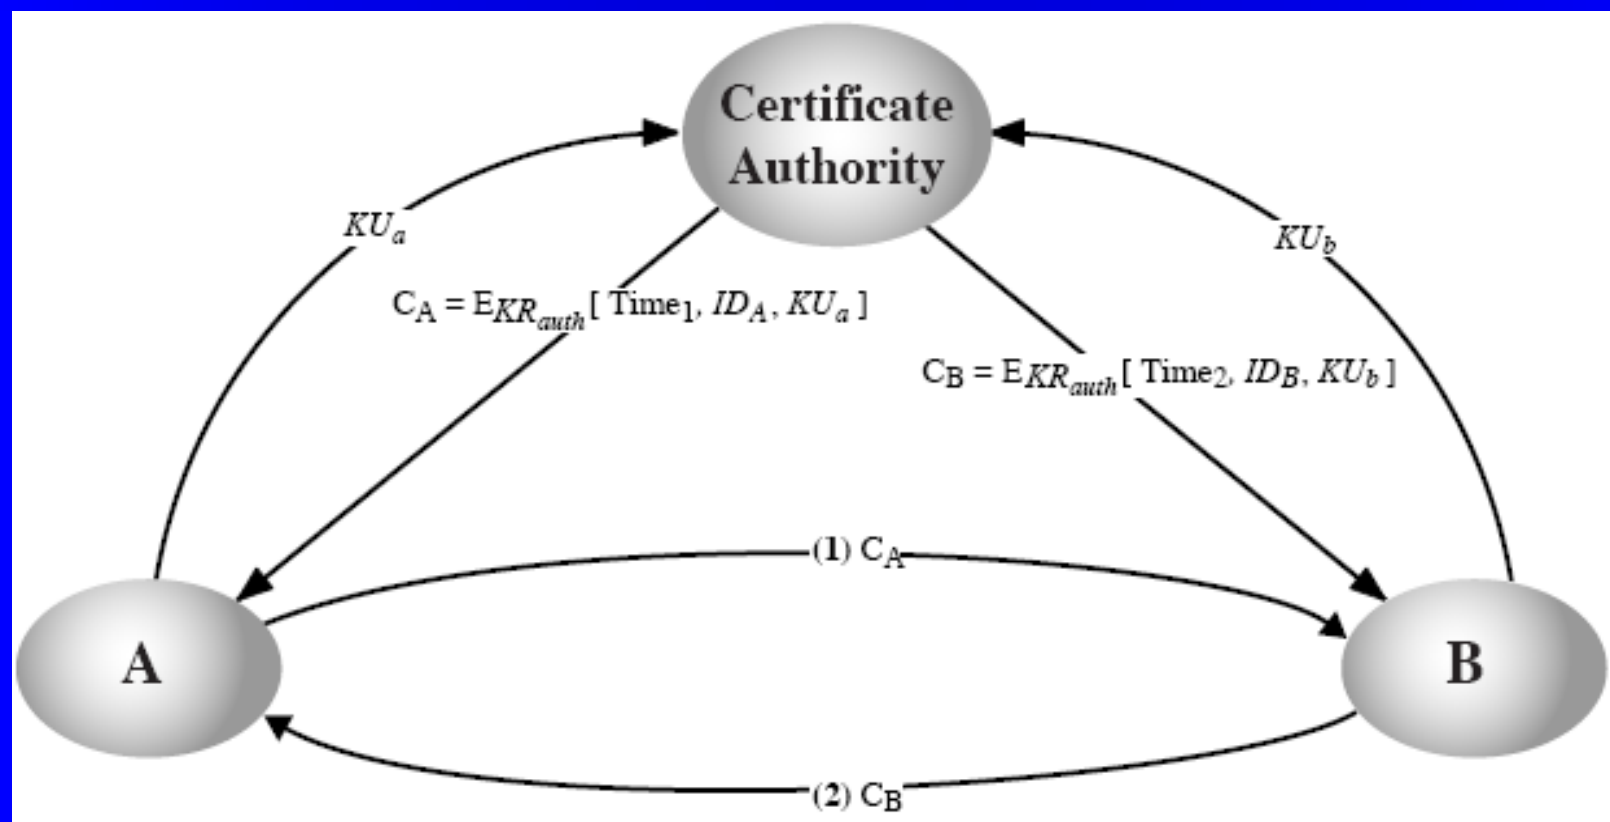 Certificate
Authority
KUa
KUb
CA = EKRauth[ Time1, IDA, KUa ]
CB = EKRauth[ Time2, IDB, KUb ]
(1) CA
A
B
(2) CB